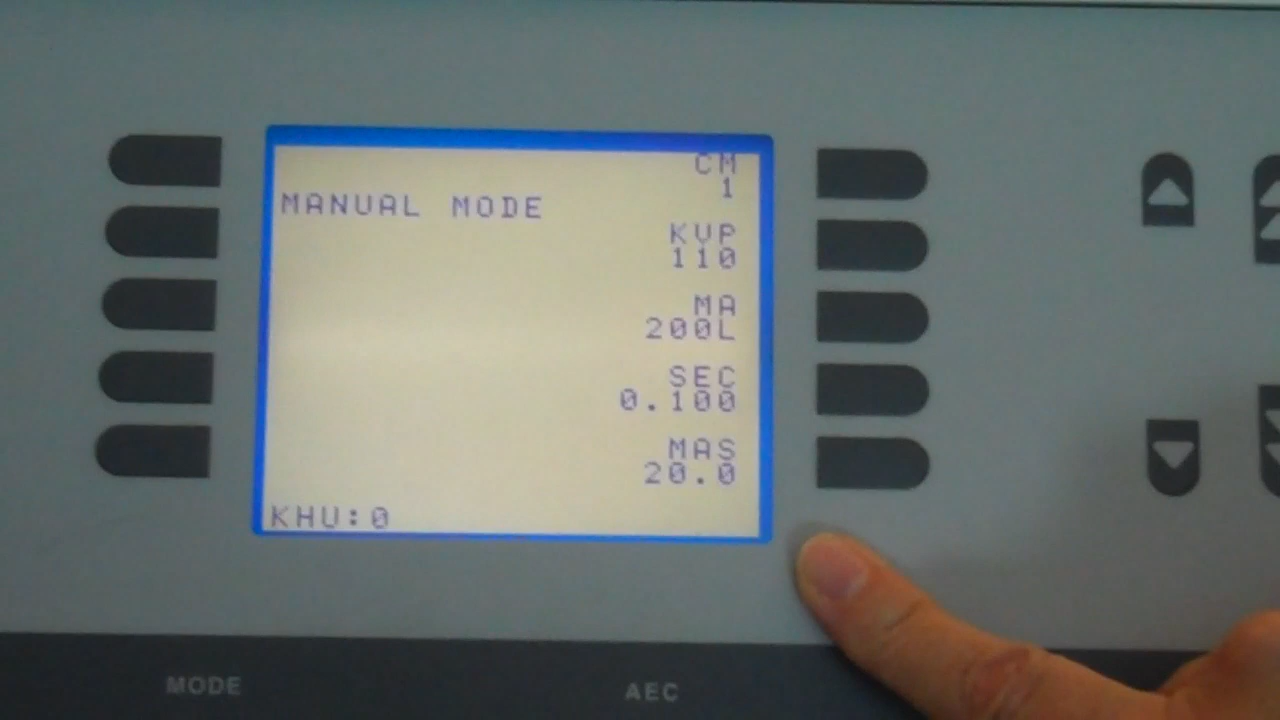 CM
1
MANUAL MODE
KVP
110
MA
200L
SEC
0.100
MAS
20.0
KHU:0
MODE
AEC